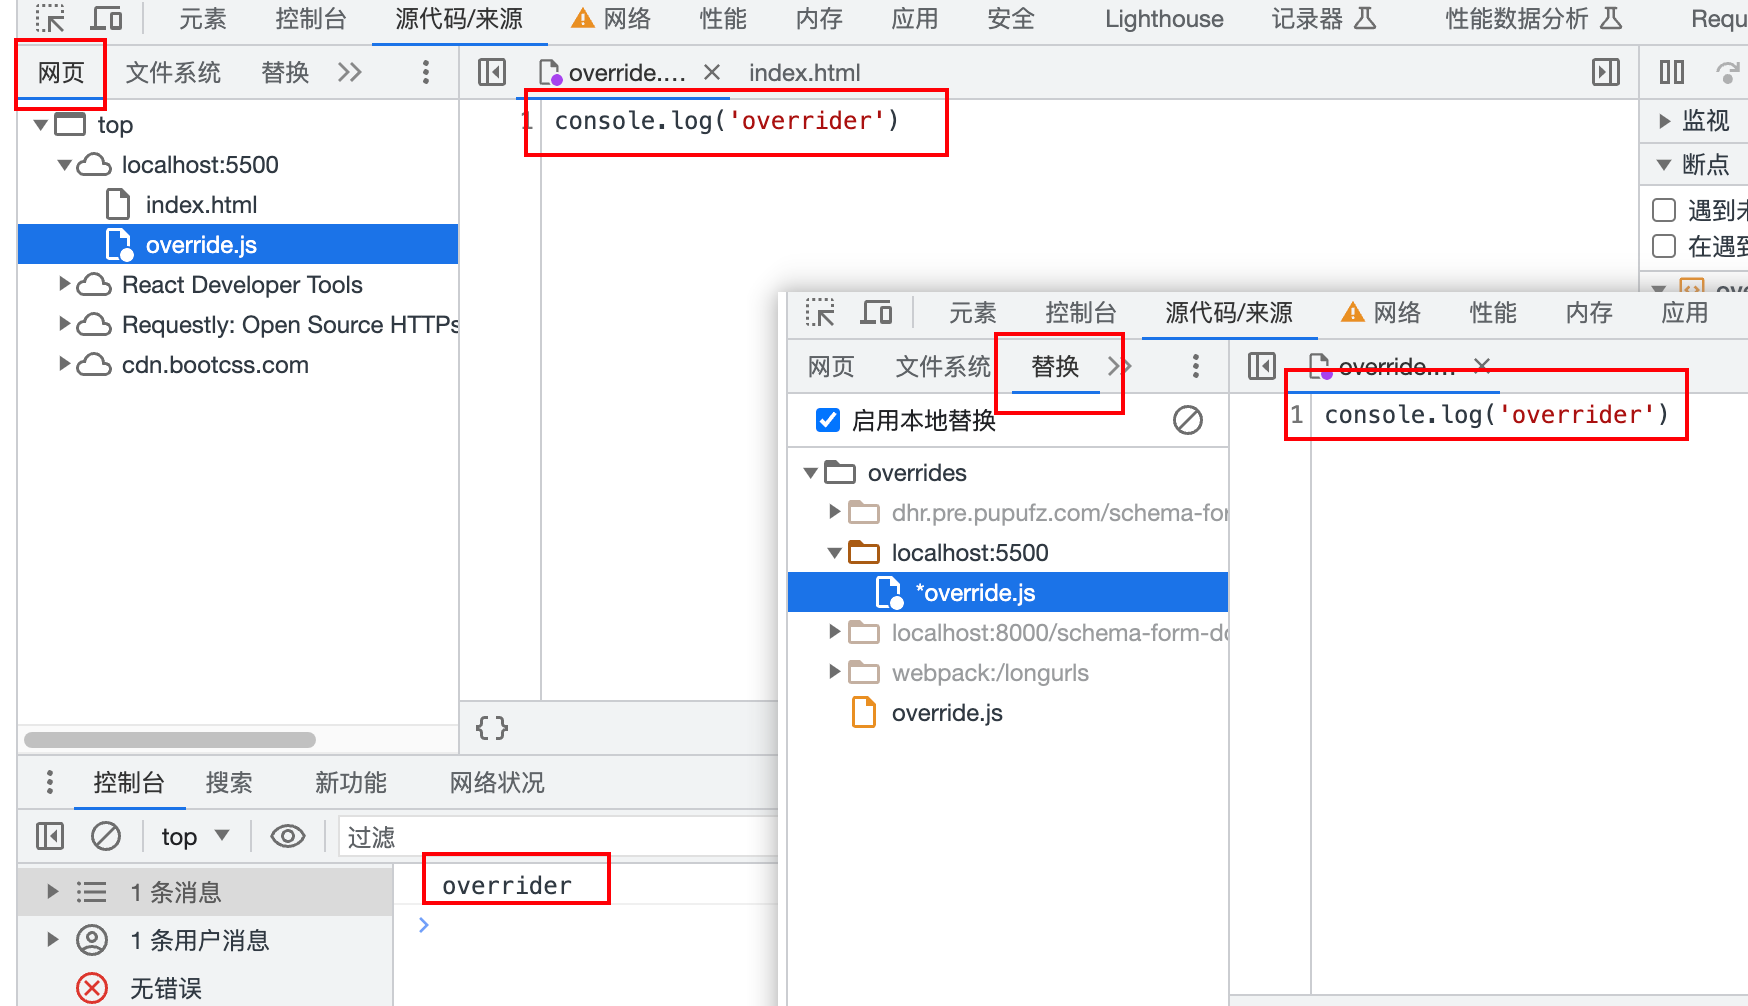 元素 控制台 源代码/来源 网络 性能 内存 应用 安全 Lighthouse 记录器 性能数据分析 Requ
网页 文件系统 替换 override.... index.html
top
localhost:5500
index.html
override.js
React Developer Tools
Requestly: Open Source HTTPs
cdn.bootcss.com
1 console.log('overrider')
监视
断点
遇到未
在遇到
控制台 搜索 新功能 网络状况
top 过滤
1 条消息
1 条用户消息
无错误
overrider
元素 控制台 源代码/来源 网络 性能 内存 应用
网页 文件系统 替换 override....
启用本地替换
overrides
dhr.pre.pupufz.com/schema-for
localhost:5500
*override.js
localhost:8000/schema-form-do
webpack:/longurls
override.js
1 console.log('overrider')